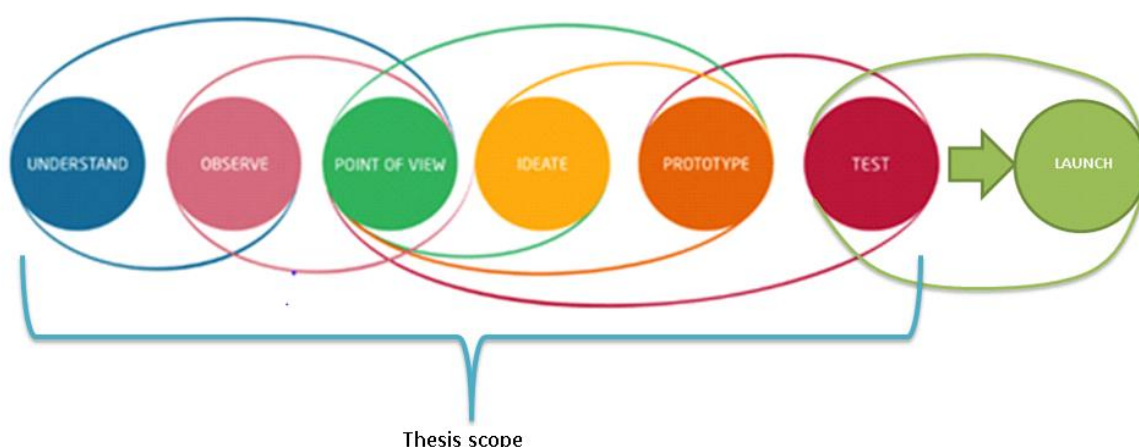 UNDERSTAND
OBSERVE
POINT OF VIEW
IDEATE
PROTOTYPE
TEST
LAUNCH
Thesis scope